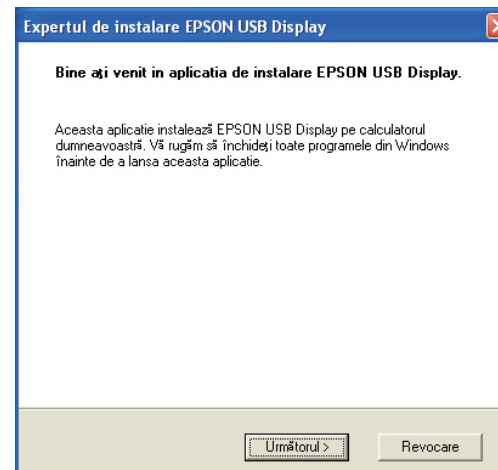 Expertul de instalare EPSON USB Display
Bine aţi venit in aplicatia de instalare EPSON USB Display.
Aceasta aplicatie instalează EPSON USB Display pe calculatorul
dumneavoastră. Vă rugăm să închideţi toate programele din Windows
înainte de a lansa aceasta aplicatie.
Următorul >
Revocare